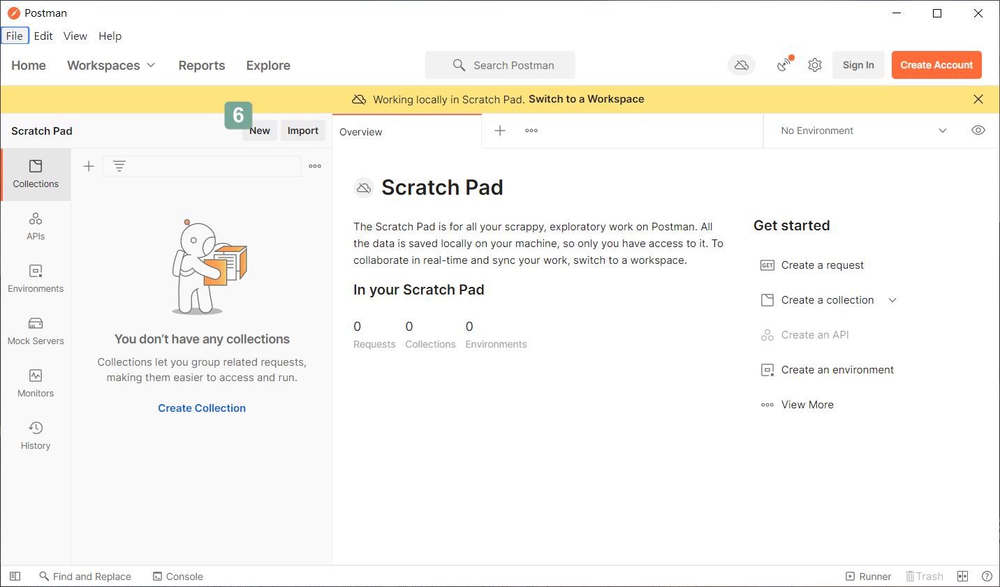 Postman
File Edit View Help
Home Workspaces Reports Explore Search Postman Sign In Create Account
Working locally in Scratch Pad. Switch to a Workspace
6
Scratch Pad New Import Overview No Environment
Collections
APIs
Environments
Mock Servers
Monitors
History
You don’t have any collections
Collections let you group related requests,
making them easier to access and run.
Create Collection
Scratch Pad
The Scratch Pad is for all your scrappy, exploratory work on Postman. All
the data is saved locally on your machine, so only you have access to it. To
collaborate in real-time and sync your work, switch to a workspace.
In your Scratch Pad
0 0 0
Requests Collections Environments
Get started
GET Create a request
Create a collection
Create an API
Create an environment
View More
Find and Replace Console Runner Trash